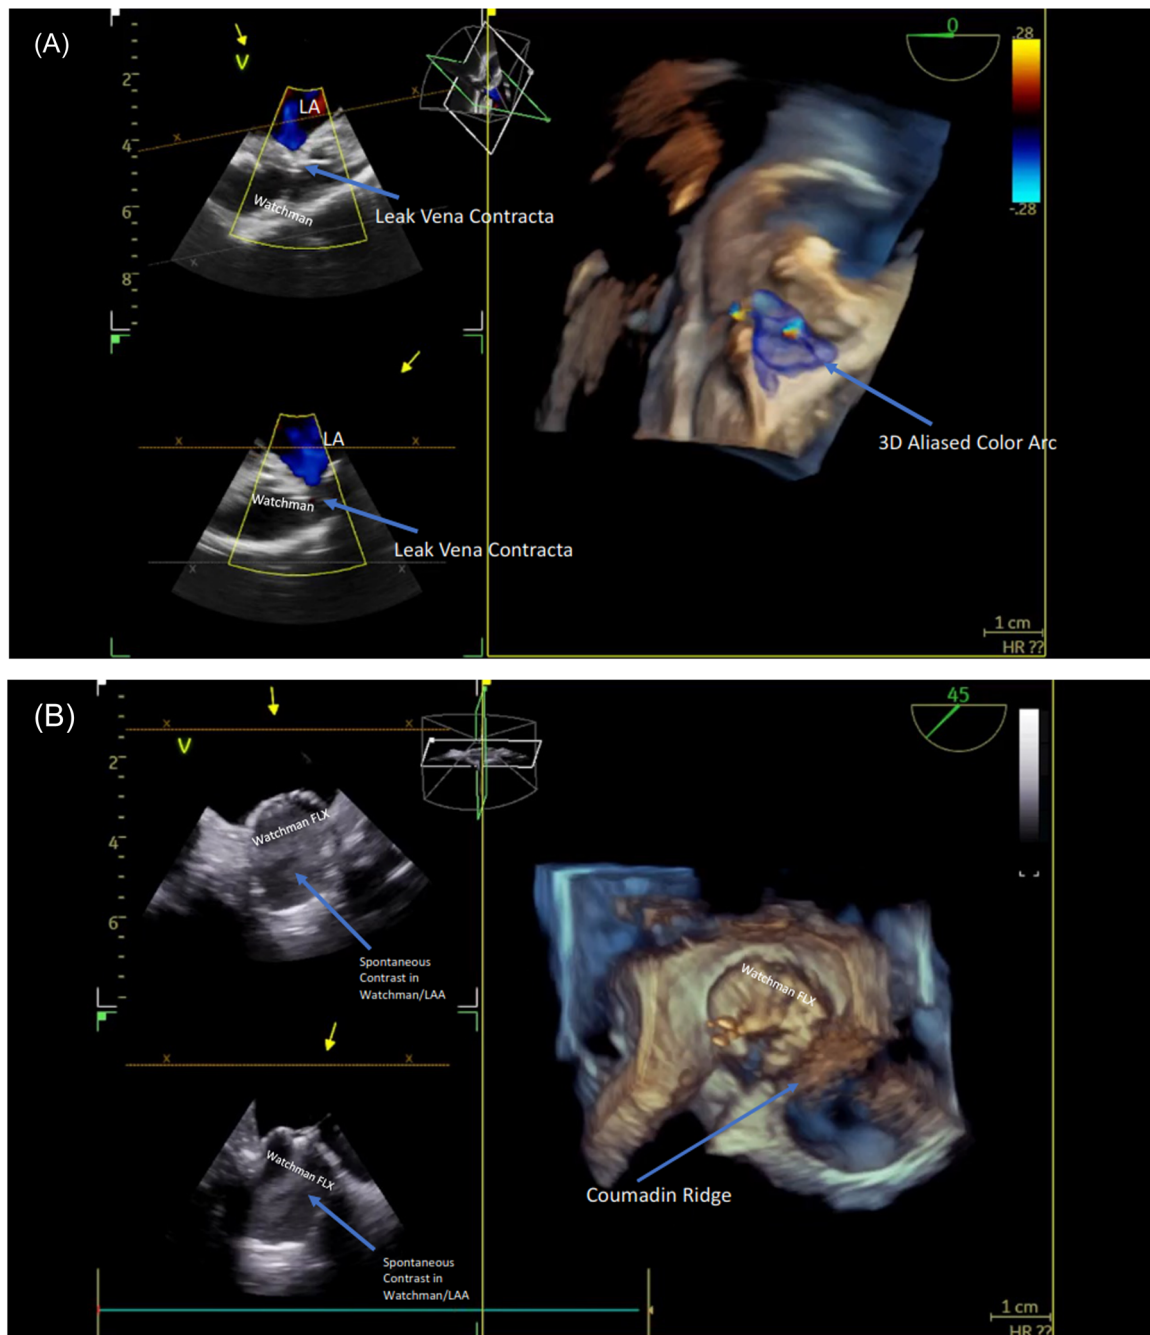 (A)
V
LA
2
4
6
8
Watchman
Leak Vena Contracta
0
.28
-.28
LA
Watchman
Leak Vena Contracta
3D Aliased Color Arc
1 cm
HR ??
(B)
V
2
4
6
Watchman FLX
Spontaneous
Contrast in
Watchman/LAA
45
Watchman FLX
Watchman FLX
Coumadin Ridge
Spontaneous
Contrast in
Watchman/LAA
1 cm
HR ??